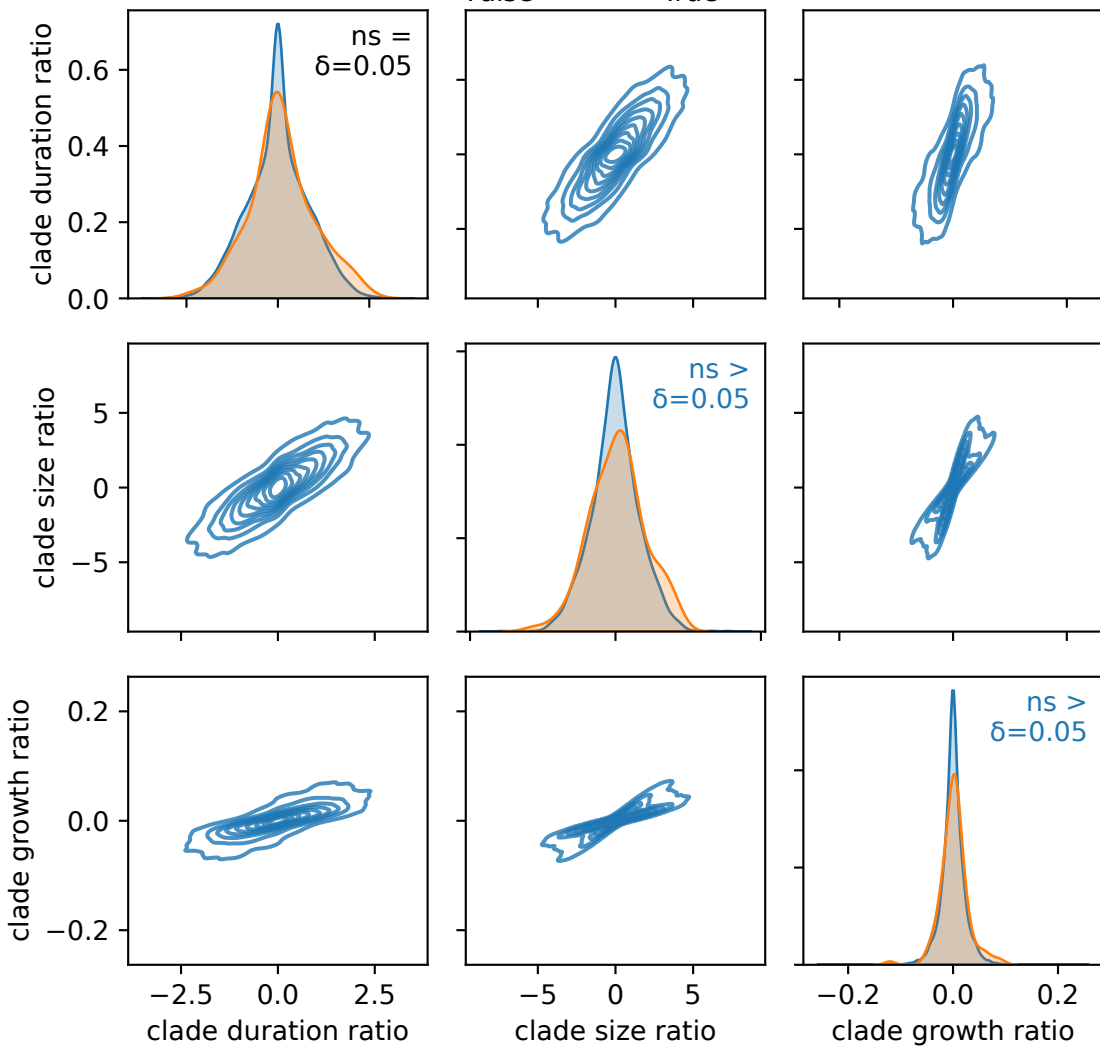 clade duration ratio
0.6
0.4
0.2
0.0
ns =
δ=0.05
clade size ratio
5
0
−5
ns >
δ=0.05
clade growth ratio
0.2
0.0
−0.2
ns >
δ=0.05
−2.5 0.0 2.5
−5 0 5
−0.2 0.0 0.2
clade duration ratio
clade size ratio
clade growth ratio